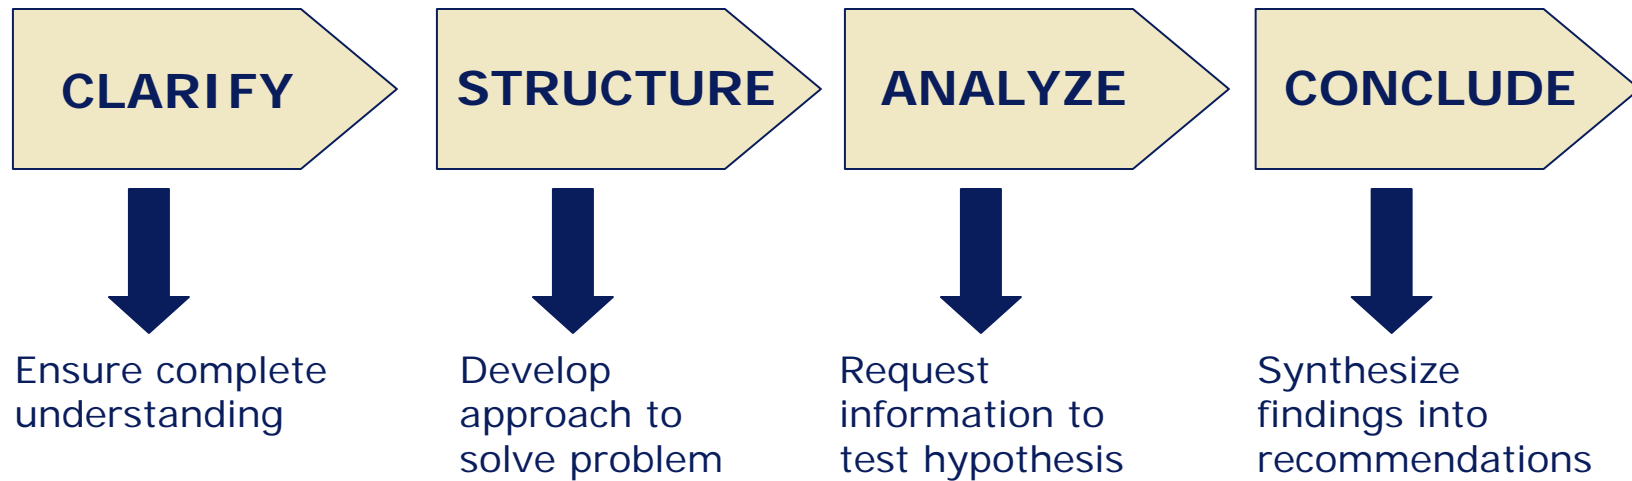 CLARIFY
STRUCTURE
ANALYZE
CONCLUDE
Ensure complete
understanding
Develop
approach to
solve problem
Request
information to
test hypothesis
Synthesize
findings into
recommendations